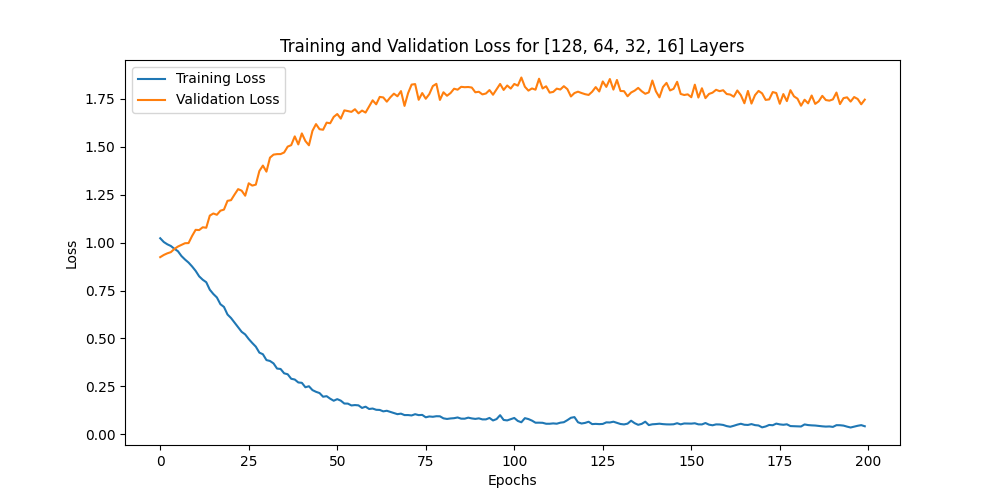 Training and Validation Loss for [128, 64, 32, 16] Layers
Training Loss
Validation Loss
Loss
1.75
1.50
1.25
1.00
0.75
0.50
0.25
0.00
0 25 50 75 100 125 150 175 200
Epochs